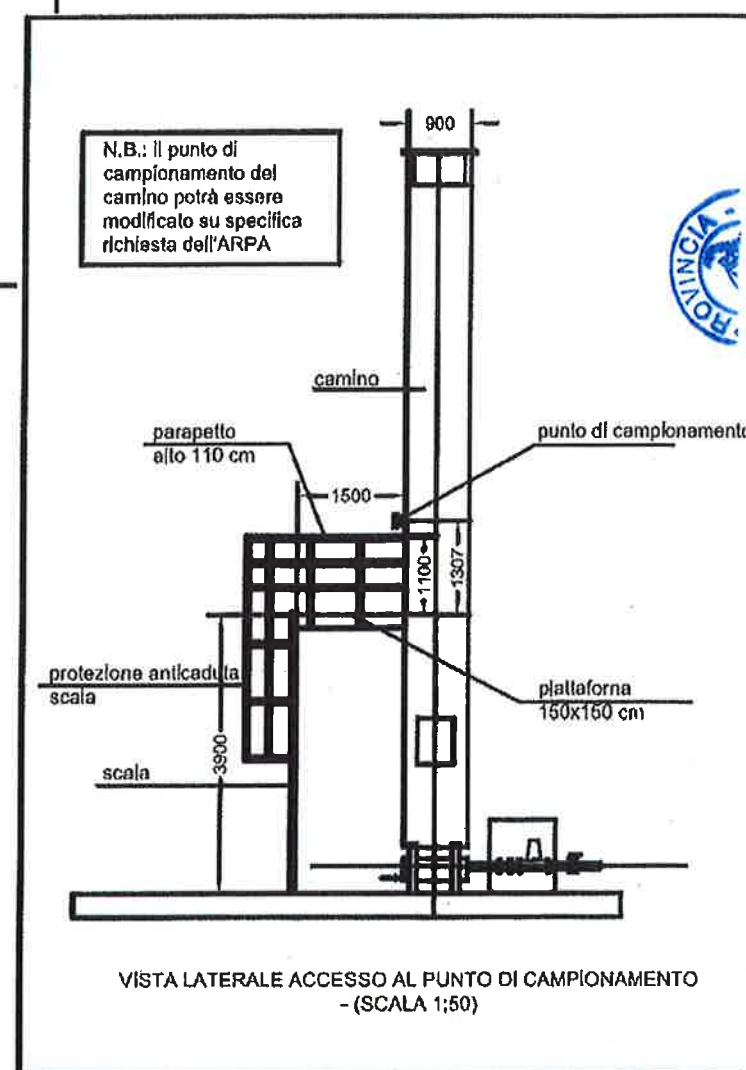 900
N.B.: il punto di
campionamento del
camino potrà essere
modificato su specifica
richiesta dell'ARPA
PROVINCIA -
camino
parapetto
alto 110 cm
punto di campionamento
1500
1100
1307
protezione anticaduta
scala
piattaforna
150x150 cm
3900
scala
VISTA LATERALE ACCESSO AL PUNTO DI CAMPIONAMENTO
- (SCALA 1:50)